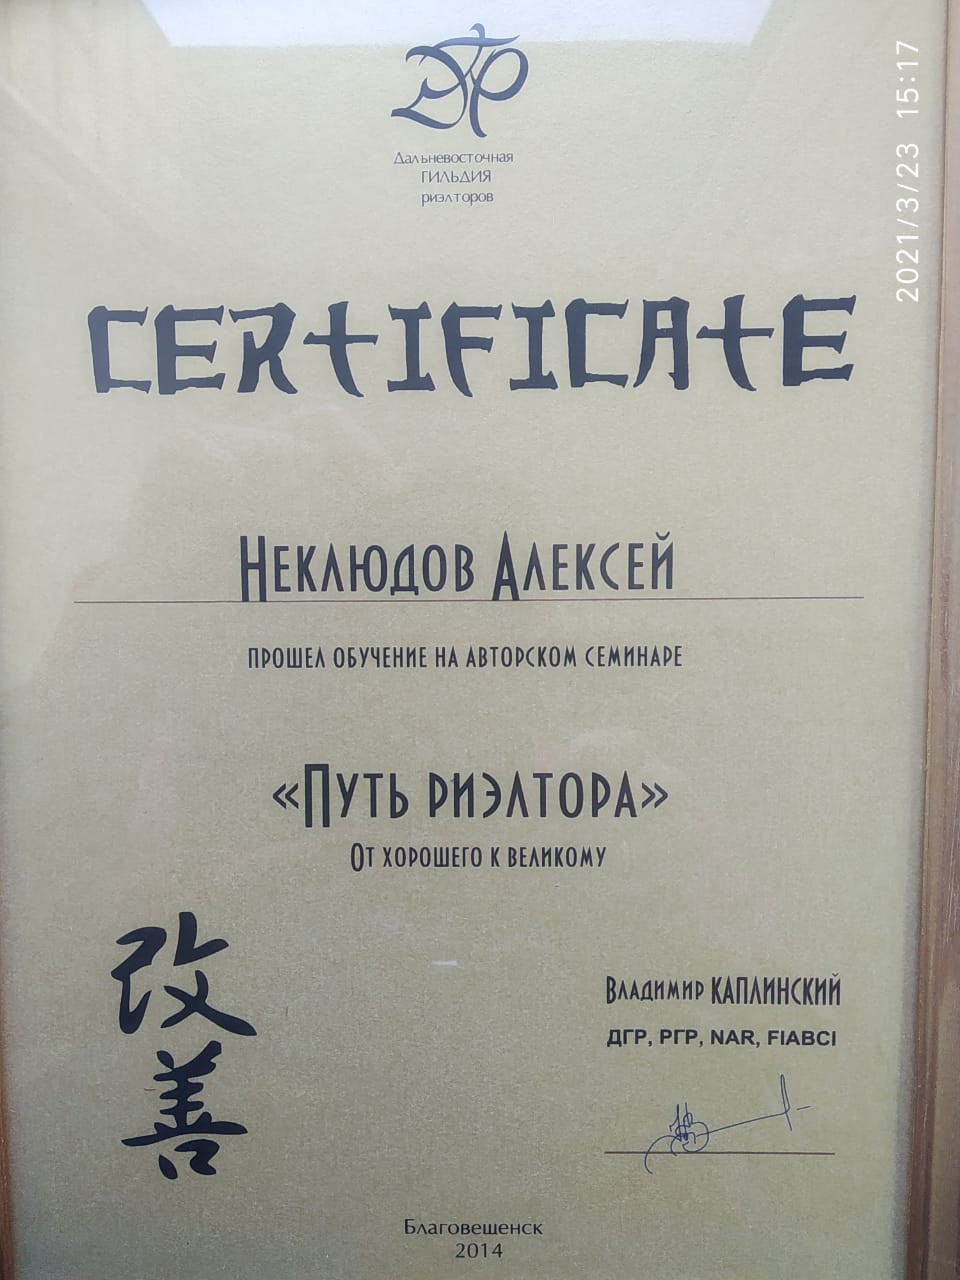 ДГР
Дальневосточная
ГИЛЬДИЯ
риэлторов
2021/3/23 15:17
CERTIFICATE
Неклюдов Алексей
прошел обучение на авторском семинаре
«Путь риэлтора»
От хорошего к великому
改
善
Владимир КАПЛИНСКИЙ
ДГР, РГР, NAR, FIABCI
Благовещенск
2014